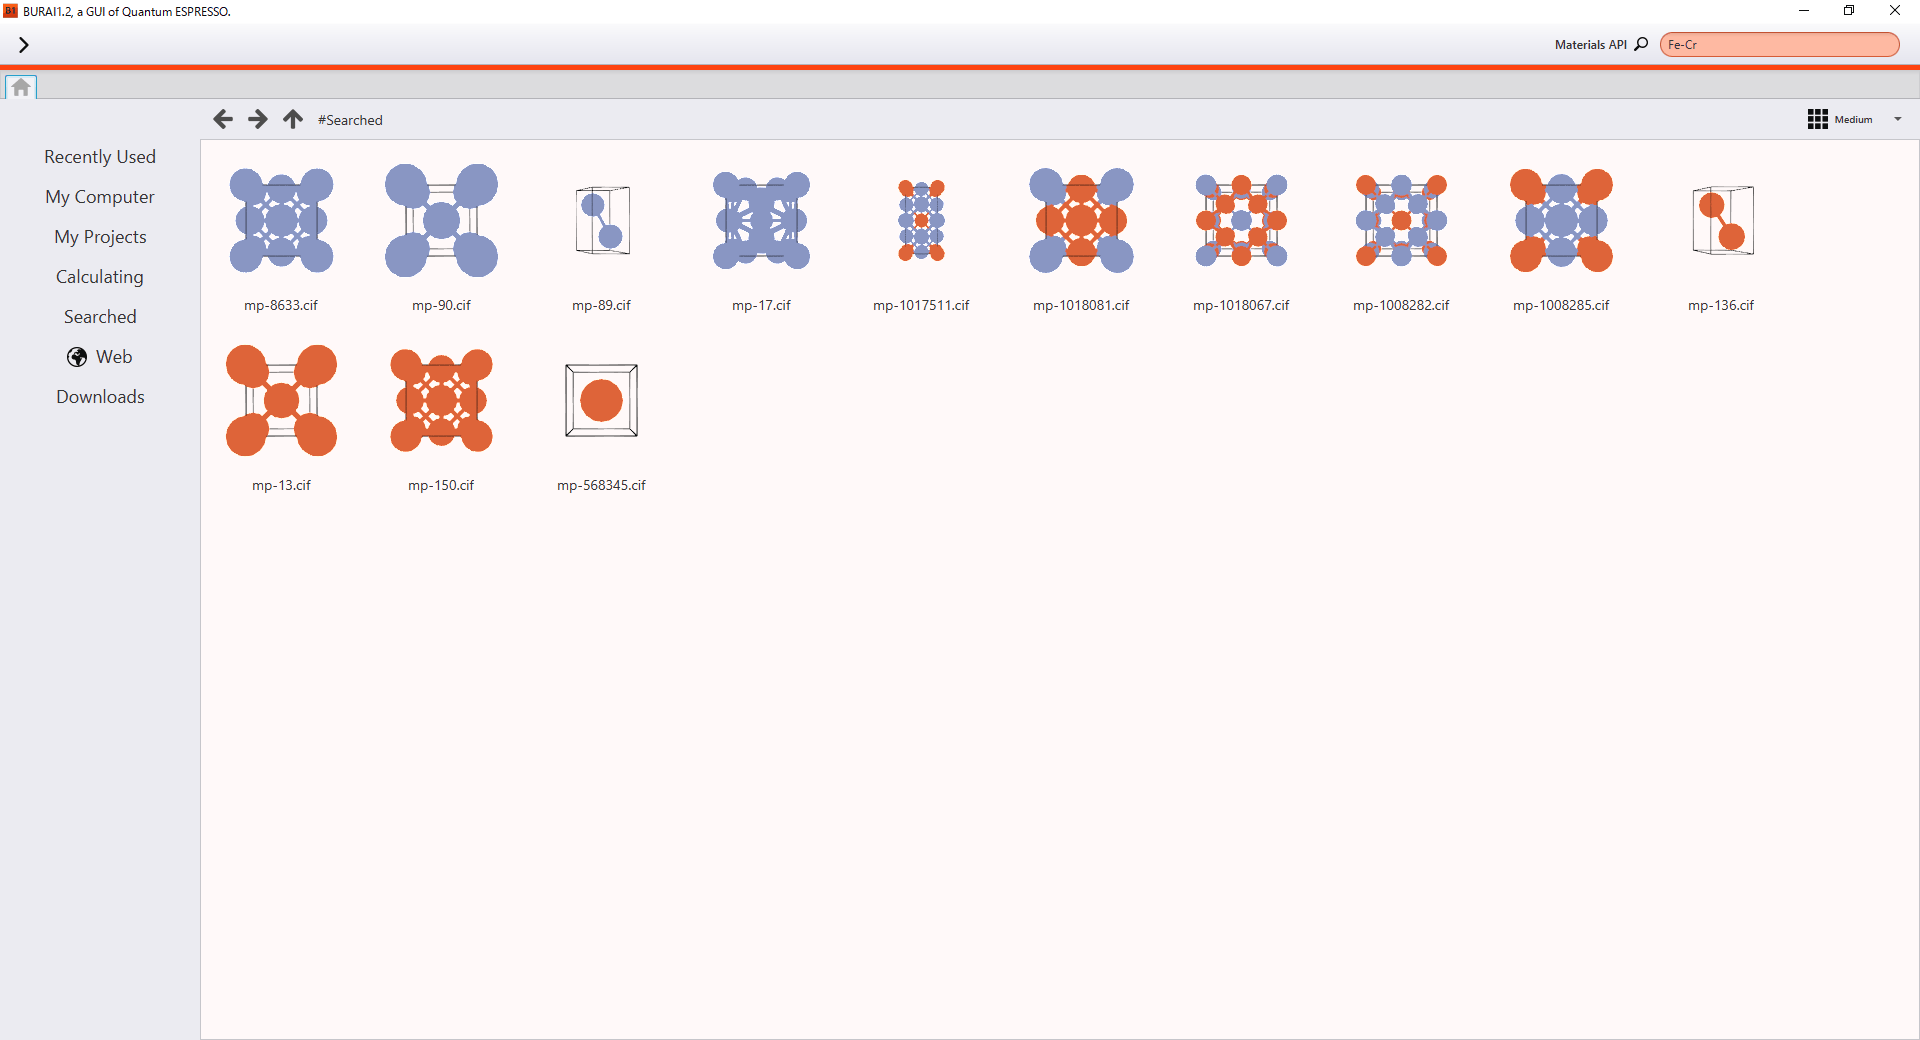 B1 BURAI1.2, a GUI of Quantum ESPRESSO.
Materials API Fe-Cr
#Searched
Medium
Recently Used
My Computer
My Projects
Calculating
Searched
Web
Downloads
mp-8633.cif mp-90.cif mp-89.cif mp-17.cif mp-1017511.cif mp-1018081.cif mp-1018067.cif mp-1008282.cif mp-1008285.cif mp-136.cif
mp-13.cif mp-150.cif mp-568345.cif